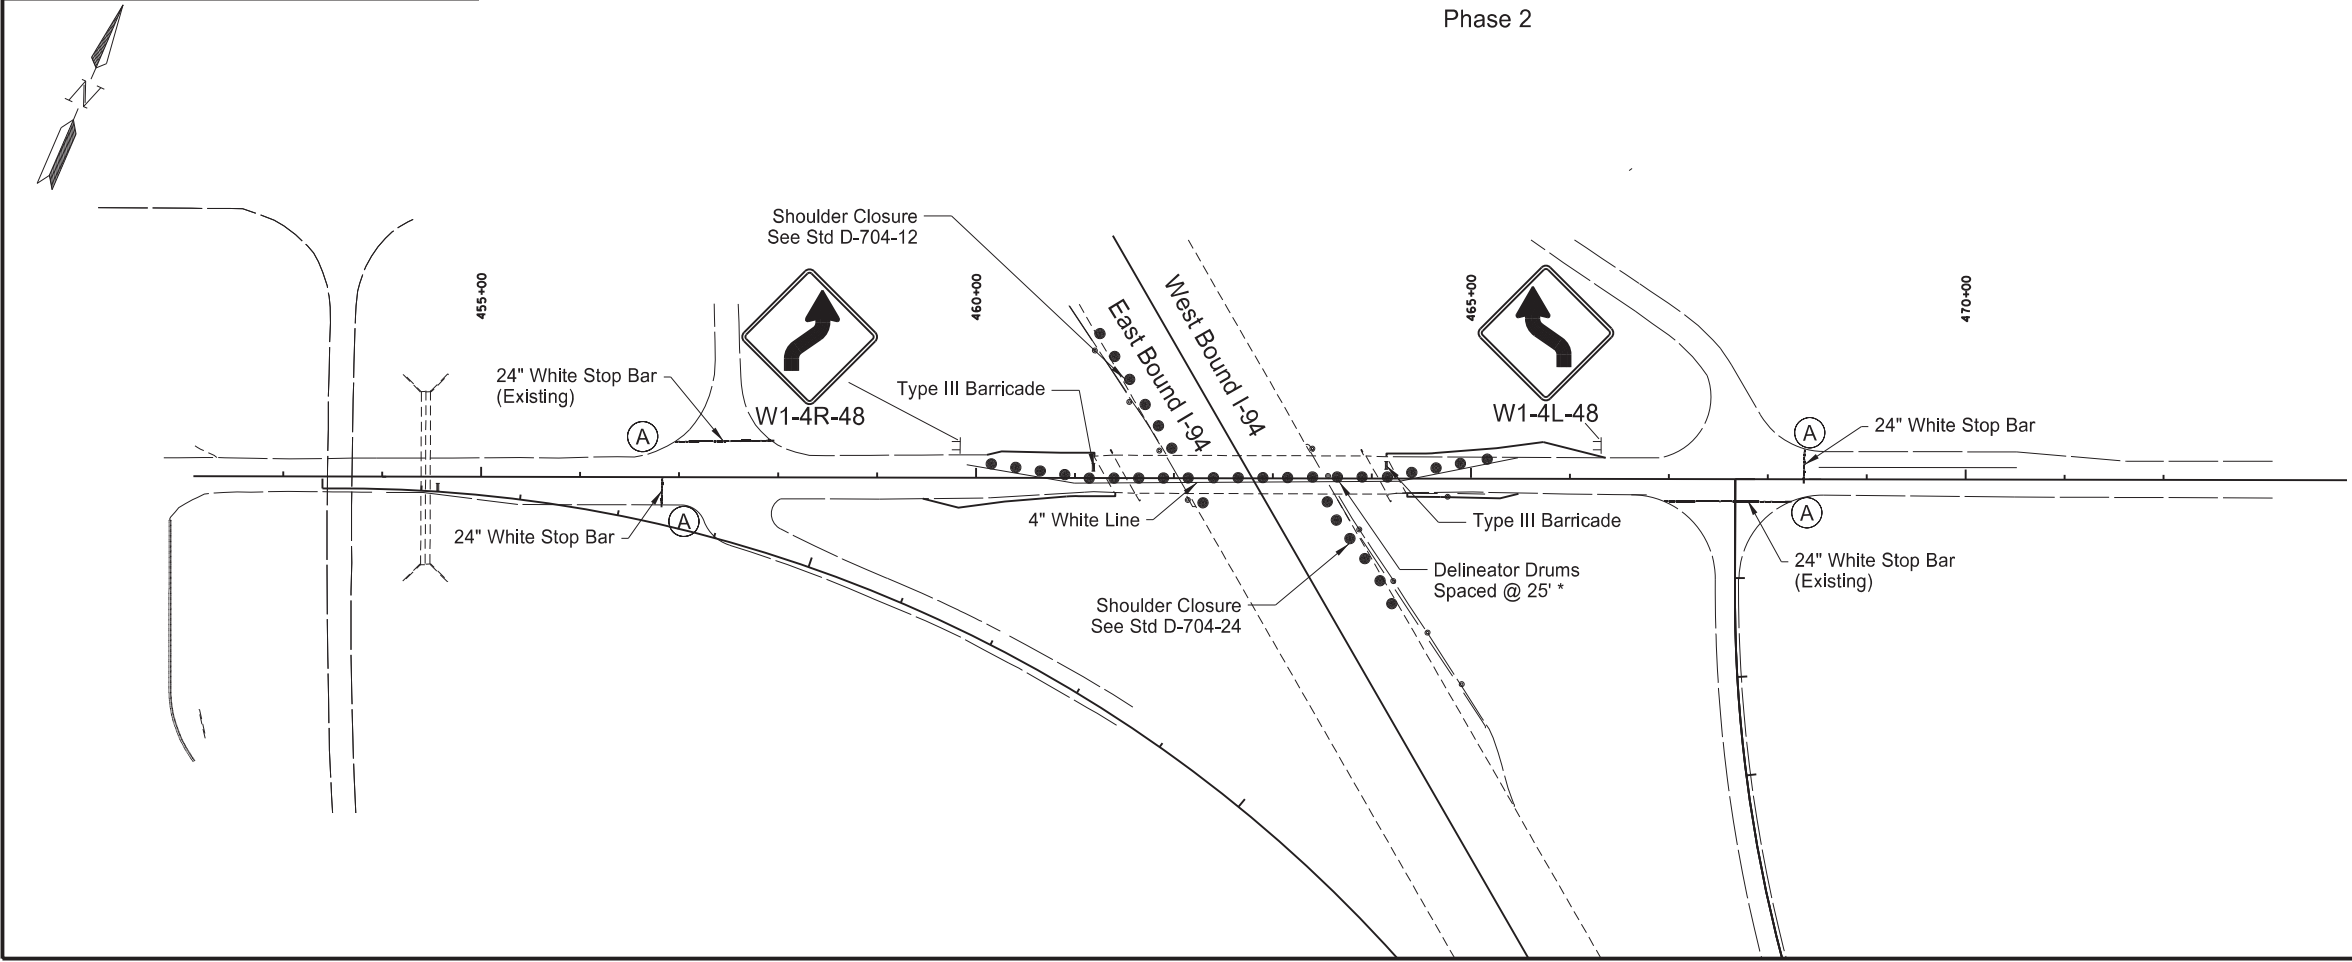 Phase 2
N
Shoulder Closure
See Std D-704-12
455+00
460+00
465+00
470+00
East Bound I-94
West Bound I-94
24" White Stop Bar
(Existing)
A
W1-4R-48
Type III Barricade
W1-4L-48
A
24" White Stop Bar
24" White Stop Bar
A
4" White Line
Type III Barricade
A
Delineator Drums
Spaced @ 25' *
24" White Stop Bar
(Existing)
Shoulder Closure
See Std D-704-24